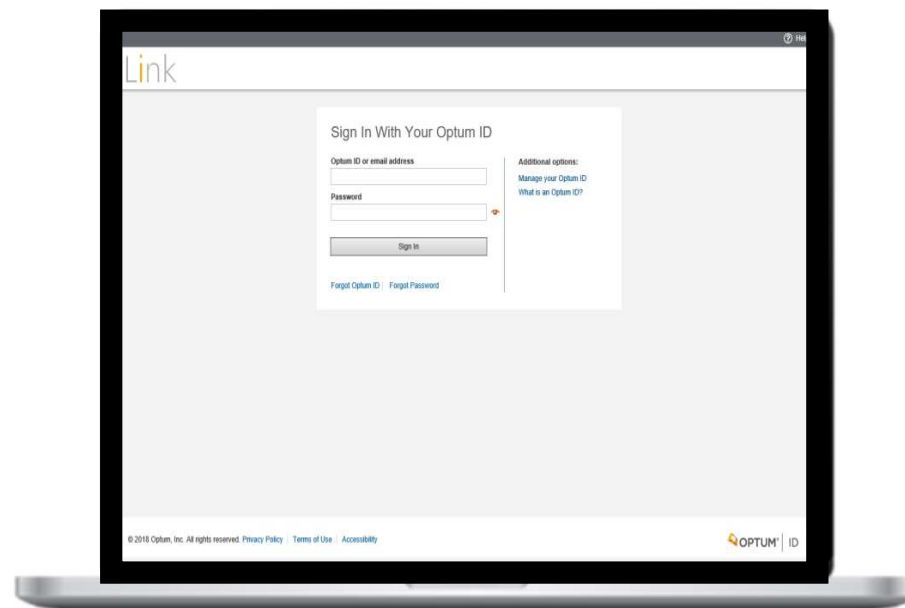 Link
Sign In With Your Optum ID
Optum ID or email address
Password
Sign In
Forgot Optum ID | Forgot Password
Additional options:
Manage your Optum ID
What is an Optum ID?
© 2018 Optum, Inc. All rights reserved. Privacy Policy | Terms of Use | Accessibility
OPTUM® | ID